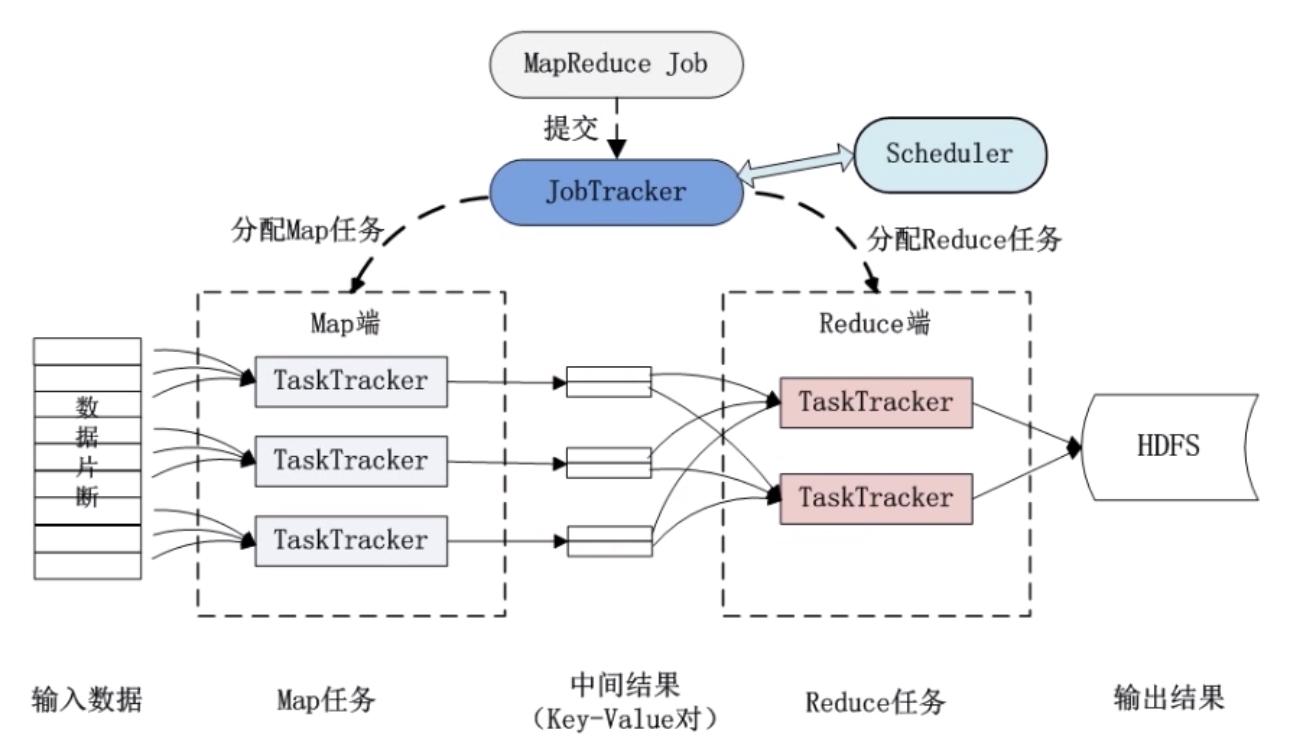 MapReduce Job
提交
Scheduler
JobTracker
分配Map任务
分配Reduce任务
Map端
Reduce端
TaskTracker
TaskTracker
TaskTracker
数
据
片
断
TaskTracker
TaskTracker
HDFS
输入数据
Map任务
中间结果
（Key-Value对）
Reduce任务
输出结果